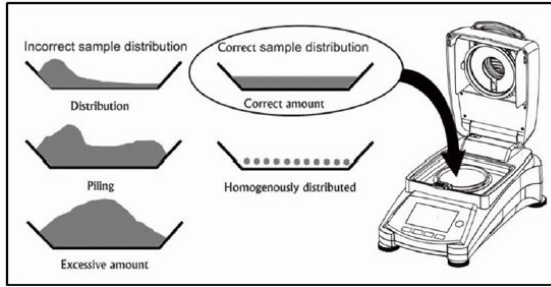 Incorrect sample distribution
Correct sample distribution
Distribution
Correct amount
Piling
Homogenously distributed
Excessive amount